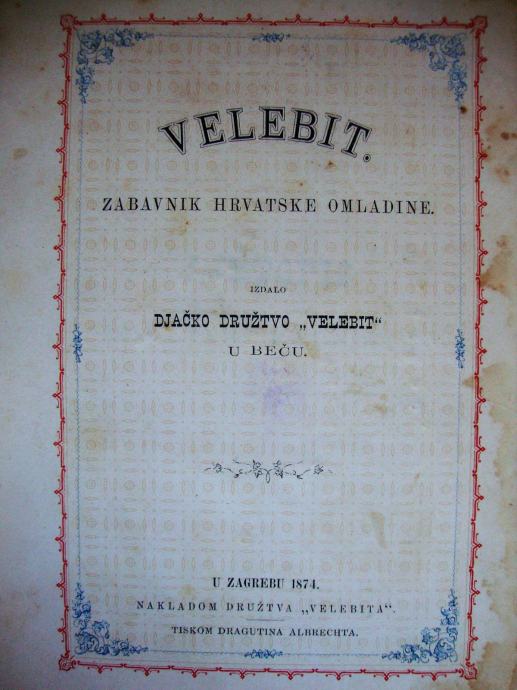 VELEBIT.
ZABAVNIK HRVATSKE OMLADINE.
IZDALO
DJAČKO DRUŽTVO „VELEBIT“
U BEČU.
U ZAGREBU 1874.
NAKLADOM DRUŽTVA „VELEBITA“.
TISKOM DRAGUTINA ALBRECHTA.